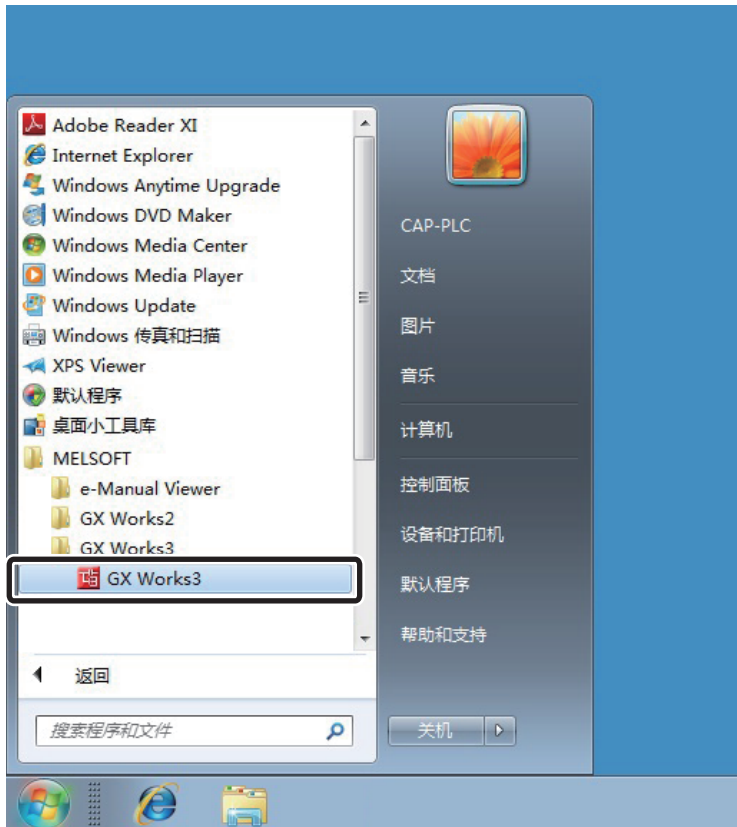 Adobe Reader XI
Internet Explorer
Windows Anytime Upgrade
Windows DVD Maker
Windows Media Center
Windows Media Player
Windows Update
Windows 传真和扫描
XPS Viewer
默认程序
桌面小工具库
MELSOFT
e-Manual Viewer
GX Works2
GX Works3
GX Works3
返回
搜索程序和文件
CAP-PLC
文档
图片
音乐
计算机
控制面板
设备和打印机
默认程序
帮助和支持
关机